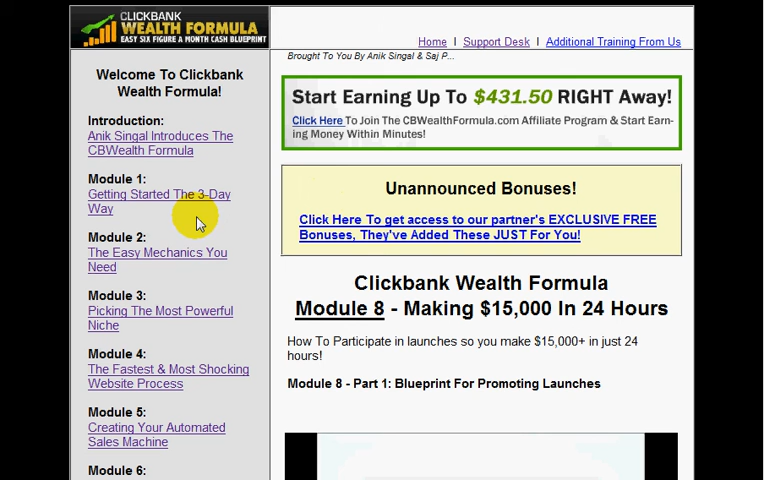 CLICKBANK
WEALTH FORMULA
EASY SIX FIGURE A MONTH CASH BLUEPRINT
Home | Support Desk | Additional Training From Us
Brought To You By Anik Singal & Saj P...
Welcome To Clickbank
Wealth Formula!
Introduction:
Anik Singal Introduces The
CBWealth Formula
Module 1:
Getting Started The 3-Day
Way
Module 2:
The Easy Mechanics You
Need
Module 3:
Picking The Most Powerful
Niche
Module 4:
The Fastest & Most Shocking
Website Process
Module 5:
Creating Your Automated
Sales Machine
Module 6:
Start Earning Up To $431.50 RIGHT Away!
Click Here To Join The CBWealthFormula.com Affiliate Program & Start Earn-
ing Money Within Minutes!
Unannounced Bonuses!
Click Here To get access to our partner's EXCLUSIVE FREE
Bonuses, They've Added These JUST For You!
Clickbank Wealth Formula
Module 8 - Making $15,000 In 24 Hours
How To Participate in launches so you make $15,000+ in just 24
hours!
Module 8 - Part 1: Blueprint For Promoting Launches